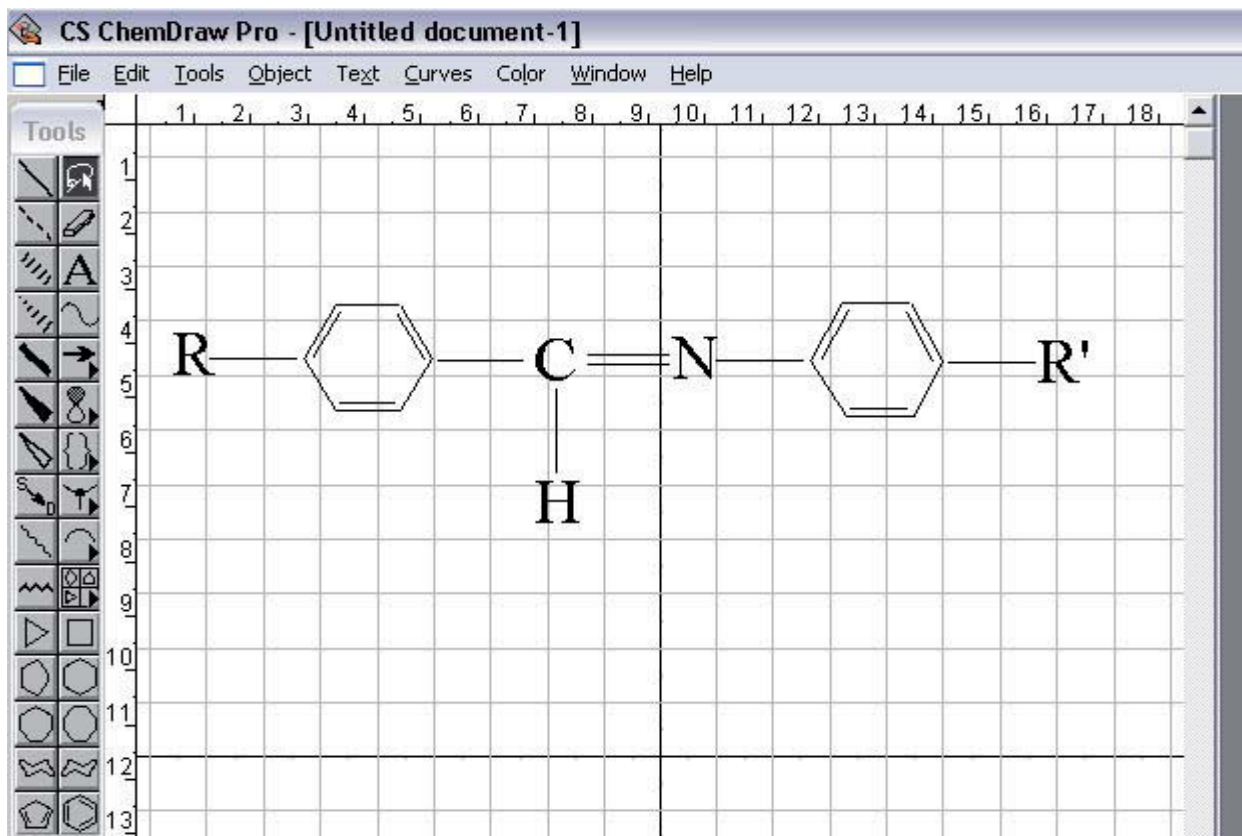 CS ChemDraw Pro - [Untitled document-1]
File Edit Tools Object Text Curves Color Window Help
Tools
1 2 3 4 5 6 7 8 9 10 11 12 13 14 15 16 17 18
1
2
A
3
4
R C N R'
5
6
H
S
D
7
8
9
10
11
12
13